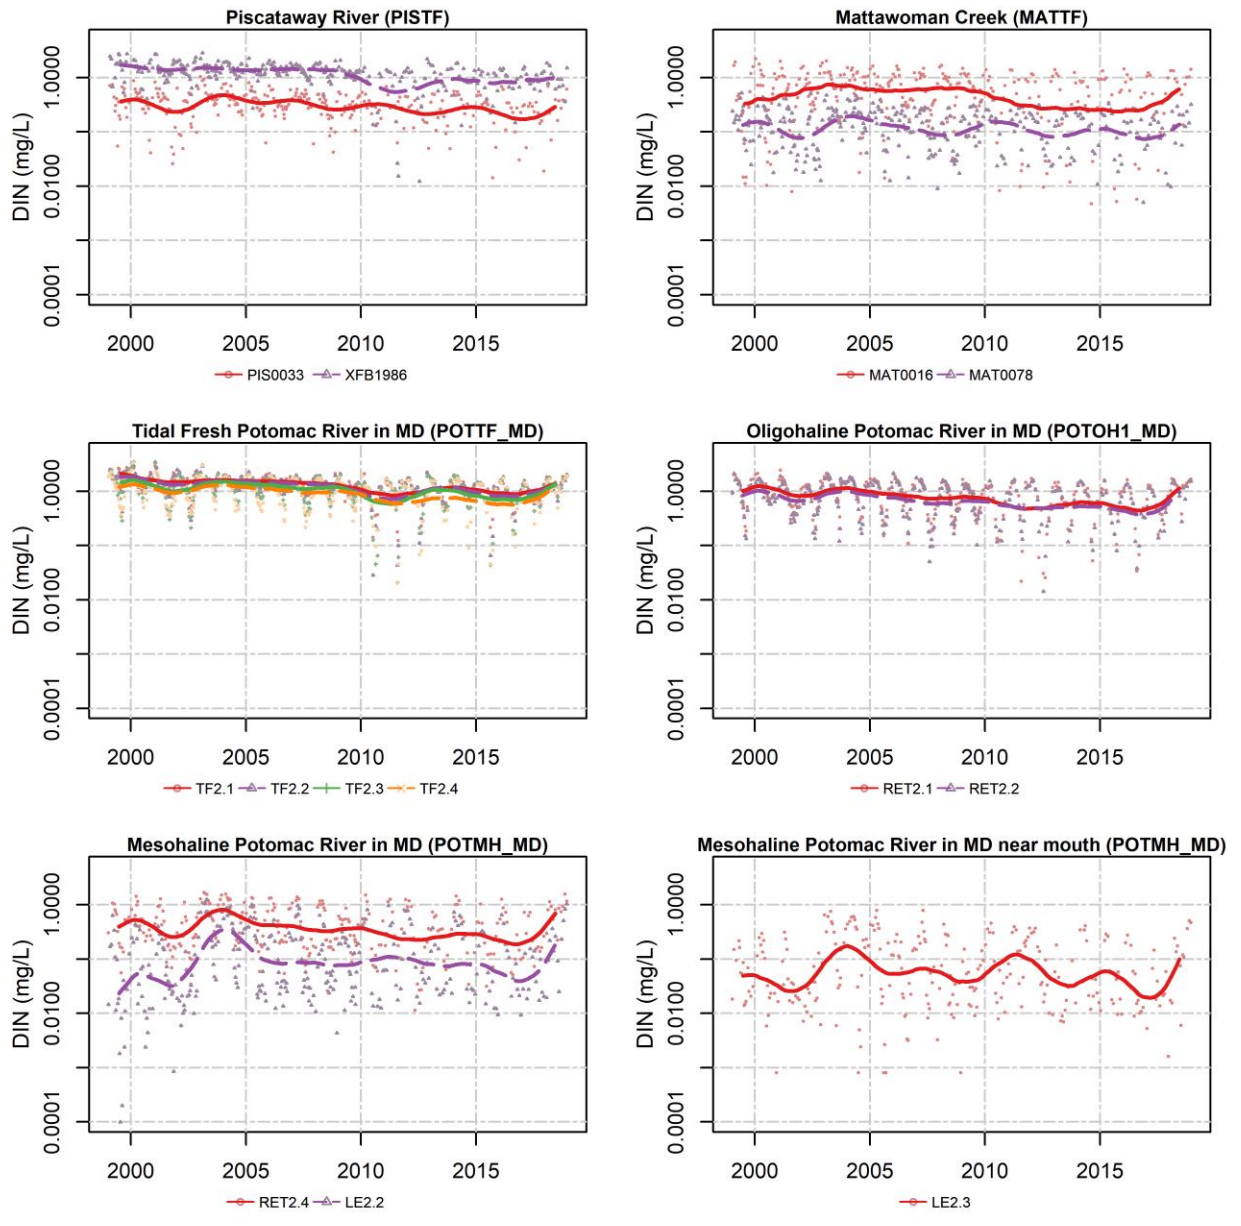 Piscataway River (PISTF)
DIN (mg/L)
1.0000
0.0100
0.0001
2000 2005 2010 2015
PIS0033 XFB1986
Mattawoman Creek (MATTF)
DIN (mg/L)
1.0000
0.0100
0.0001
2000 2005 2010 2015
MAT0016 MAT0078
Tidal Fresh Potomac River in MD (POTTF_MD)
DIN (mg/L)
1.0000
0.0100
0.0001
2000 2005 2010 2015
TF2.1 TF2.2 TF2.3 TF2.4
Oligohaline Potomac River in MD (POTOH1_MD)
DIN (mg/L)
1.0000
0.0100
0.0001
2000 2005 2010 2015
RET2.1 RET2.2
Mesohaline Potomac River in MD (POTMH_MD)
DIN (mg/L)
1.0000
0.0100
0.0001
2000 2005 2010 2015
RET2.4 LE2.2
Mesohaline Potomac River in MD near mouth (POTMH_MD)
DIN (mg/L)
1.0000
0.0100
0.0001
2000 2005 2010 2015
LE2.3